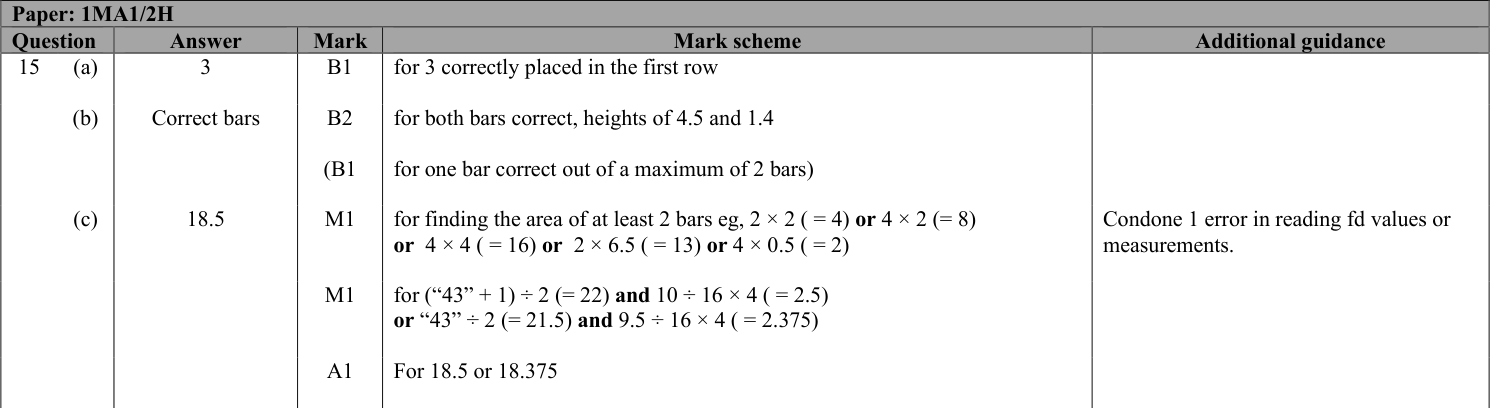 Paper: 1MA1/2H
Question Answer Mark Mark scheme Additional guidance
15 (a) 3 B1 for 3 correctly placed in the first row
(b) Correct bars B2 for both bars correct, heights of 4.5 and 1.4
(B1 for one bar correct out of a maximum of 2 bars)
(c) 18.5 M1 for finding the area of at least 2 bars eg, 2 × 2 ( = 4) or 4 × 2 (= 8) Condone 1 error in reading fd values or
or 4 × 4 ( = 16) or 2 × 6.5 ( = 13) or 4 × 0.5 ( = 2) measurements.
M1 for (“43” + 1) ÷ 2 (= 22) and 10 ÷ 16 × 4 ( = 2.5)
or “43” ÷ 2 (= 21.5) and 9.5 ÷ 16 × 4 ( = 2.375)
A1 For 18.5 or 18.375